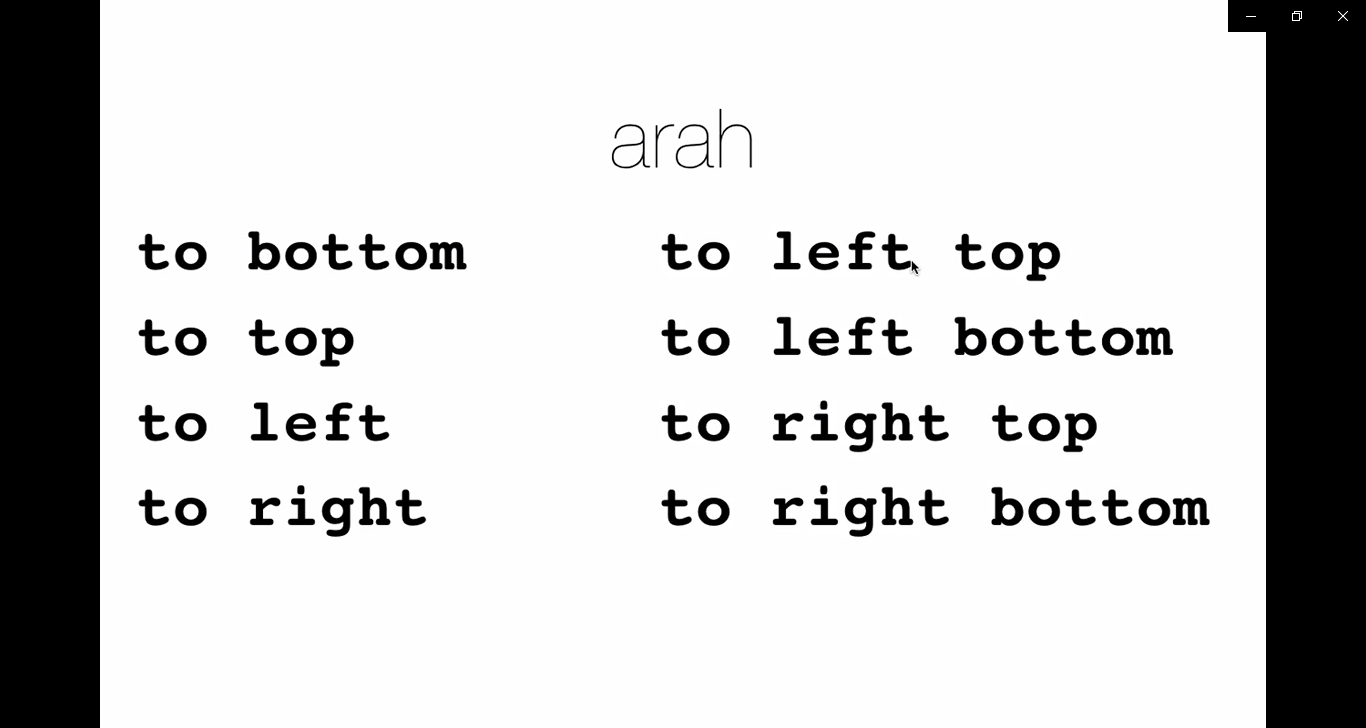 arah
to bottom
to top
to left
to right
to left top
to left bottom
to right top
to right bottom